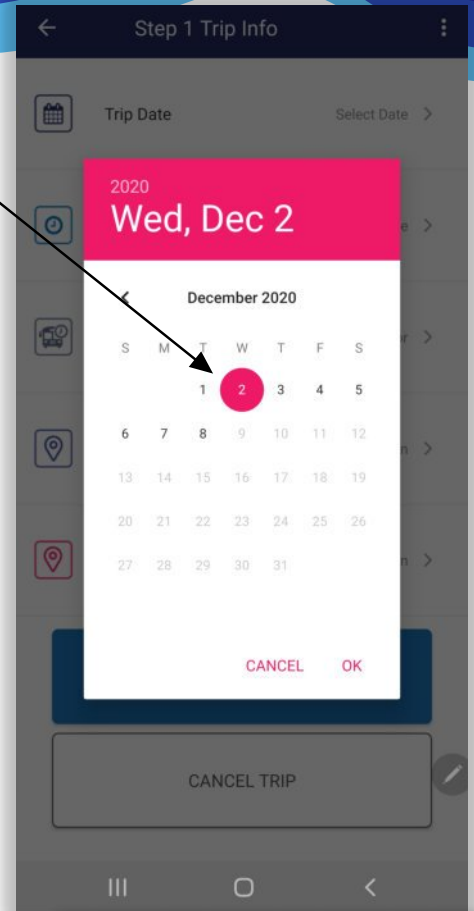 Step 1 Trip Info
Trip Date Select Date
2020
Wed, Dec 2
December 2020
S M T W T F S
1 2 3 4 5
6 7 8 9 10 11 12
13 14 15 16 17 18 19
20 21 22 23 24 25 26
27 28 29 30 31
CANCEL OK
CANCEL TRIP